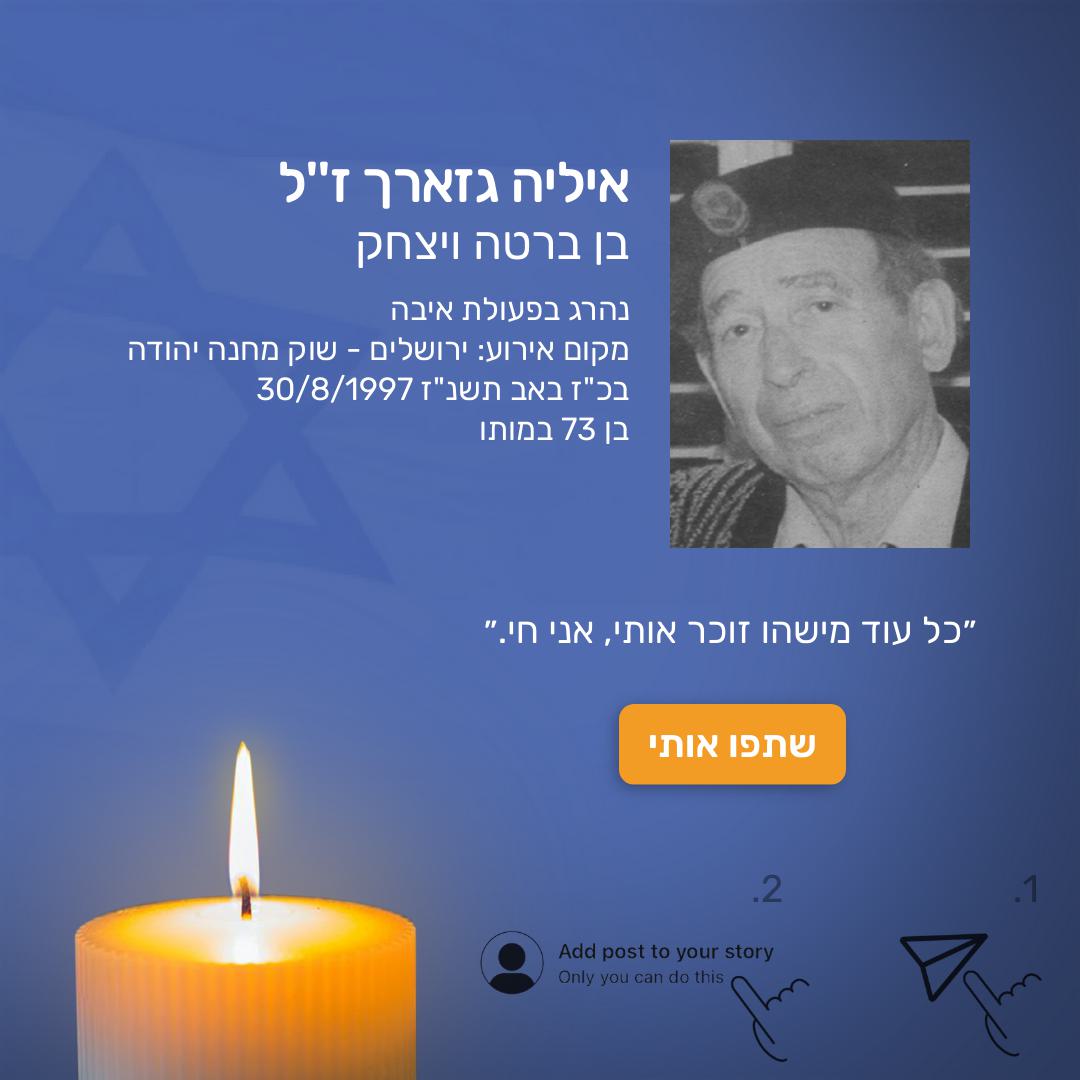 איליה גזארך ז"ל
בן ברטה ויצחק
נהרג בפעולת איבה
מקום אירוע: ירושלים - שוק מחנה יהודה
בכ"ז באב תשנ"ז 30/8/1997
בן 73 במותו
״כל עוד מישהו זוכר אותי, אני חי.״
שתפו אותי
.1
.2
Add post to your story
Only you can do this